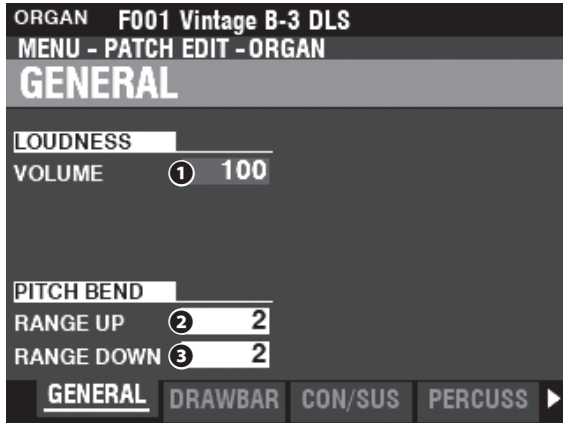 ORGAN F001 Vintage B-3 DLS
MENU - PATCH EDIT - ORGAN
GENERAL
LOUDNESS
VOLUME 1 100
PITCH BEND
RANGE UP 2 2
RANGE DOWN 3 2
GENERAL DRAWBAR CON/SUS PERCUSS